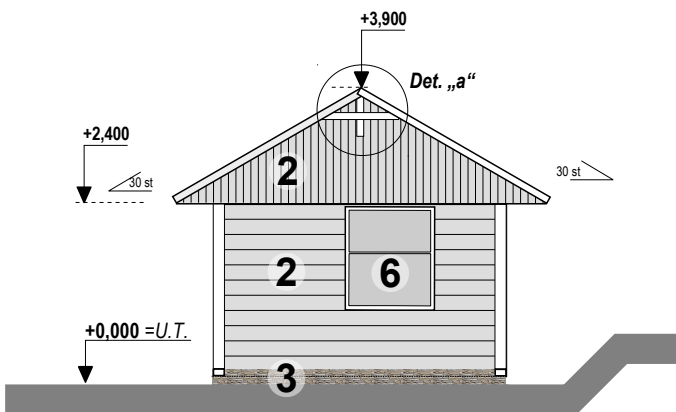 +3,900
Det. „a“
+2,400
30 st
30 st
2
2
6
+0,000 =U.T.
3